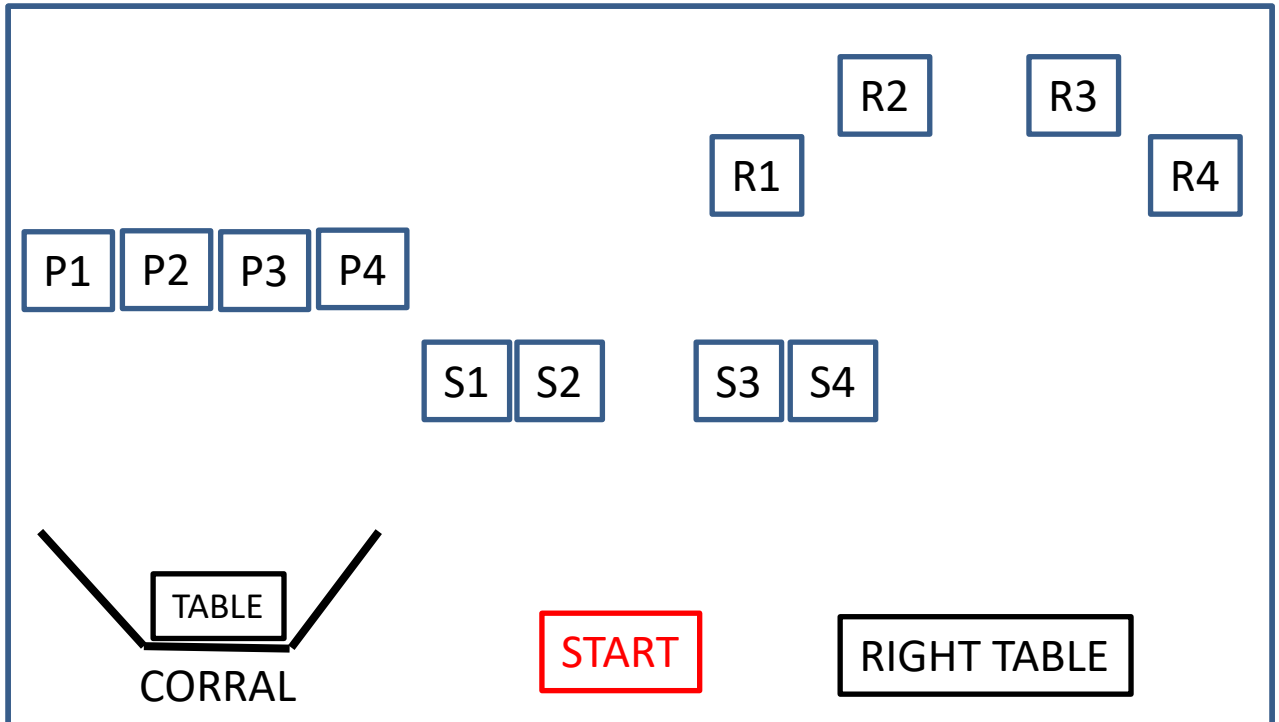 R2 R3
R1 R4
P1 P2 P3 P4
S1 S2 S3 S4
TABLE
START RIGHT TABLE
CORRAL